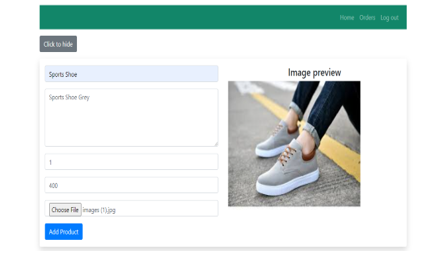 Home Orders Log out
Click to hide
Sports Shoe
Image preview
Sports Shoe Grey
1
400
Choose File images (1).jpg
Add Product